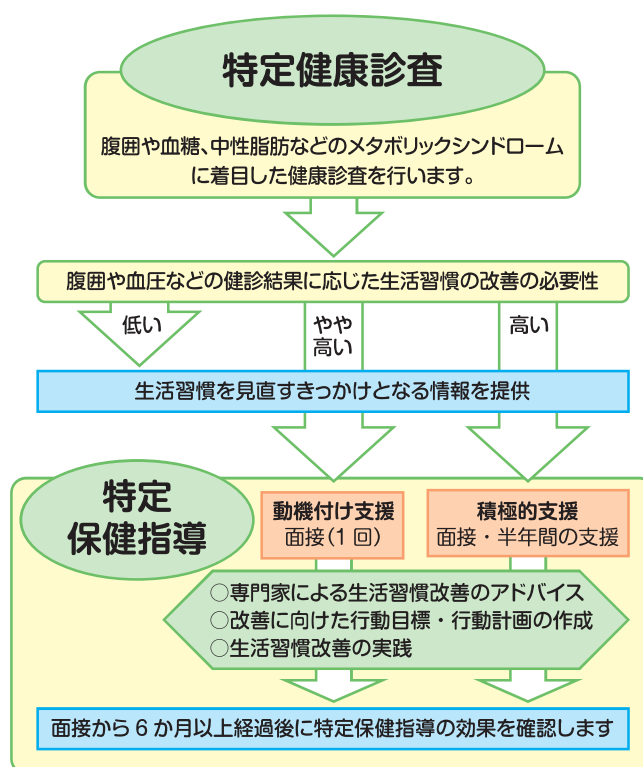 特定健康診査
腹囲や血糖、中性脂肪などのメタボリックシンドローム
に着目した健康診査を行います。
腹囲や血圧などの健診結果に応じた生活習慣の改善の必要性
低い
やや
高い
高い
生活習慣を見直すきっかけとなる情報を提供
特定
保健指導
動機付け支援
面接(1回)
積極的支援
面接・半年間の支援
○専門家による生活習慣改善のアドバイス
○改善に向けた行動目標・行動計画の作成
○生活習慣改善の実践
面接から6か月以上経過後に特定保健指導の効果を確認します